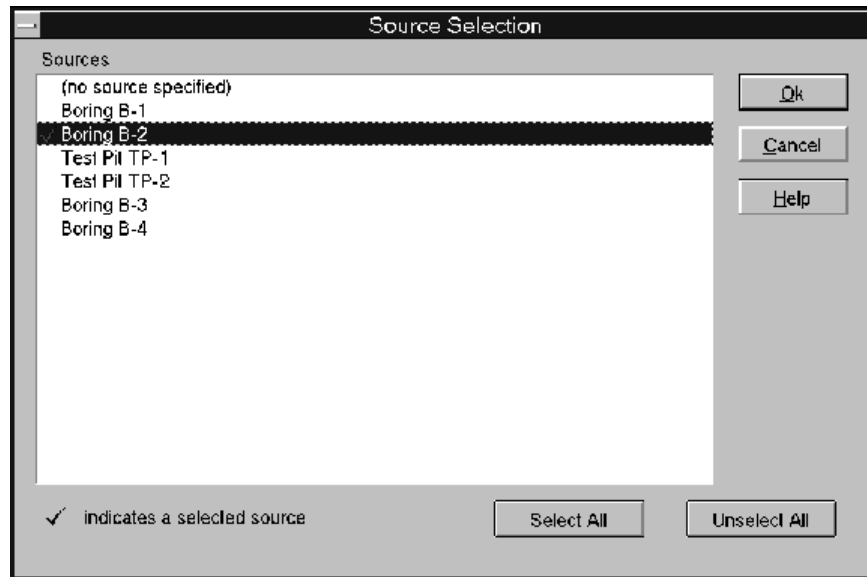 Source Selection
Sources
(no source specified)
Boring B-1
Boring B-2
Test Pit TP-1
Test Pit TP-2
Boring B-3
Boring B-4
Ok
Cancel
Help
✓ indicates a selected source
Select All
Unselect All